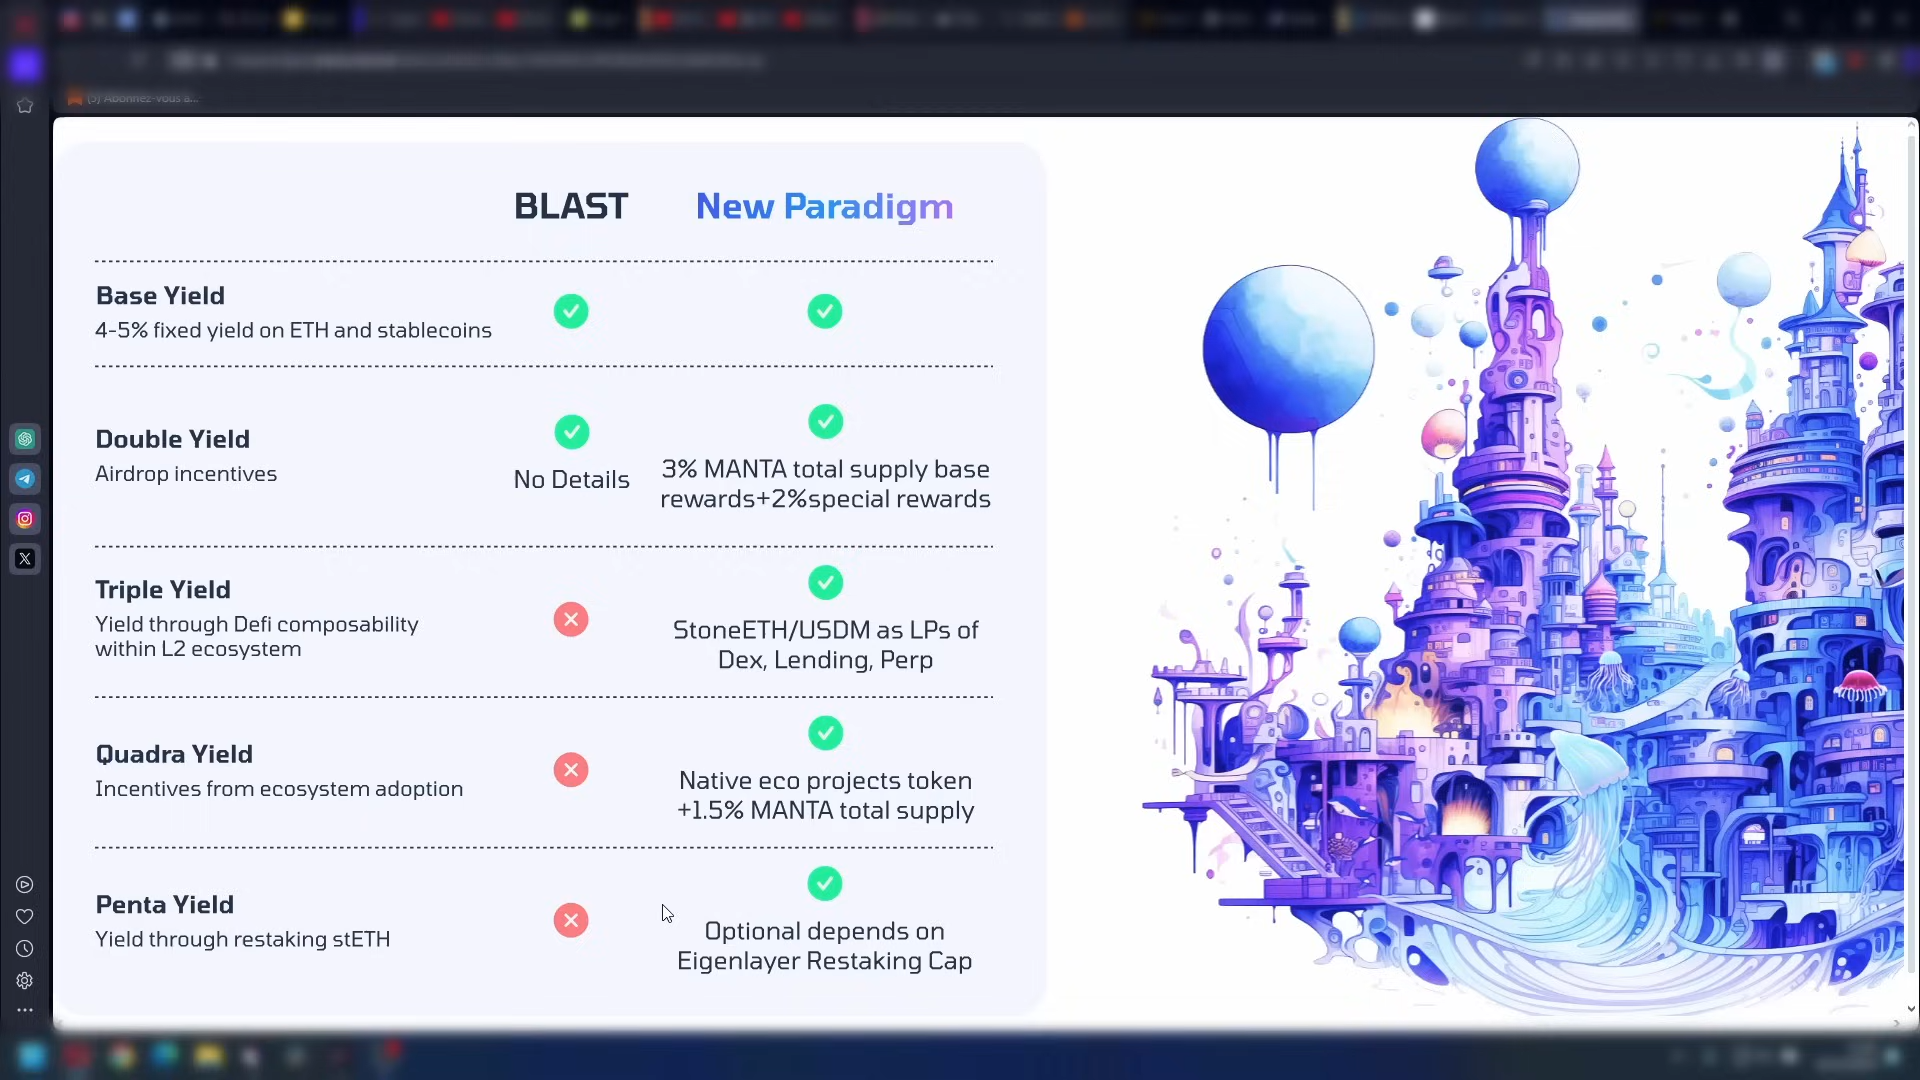 (5) Abonnez-vous à...
BLAST
New Paradigm
Base Yield
4-5% fixed yield on ETH and stablecoins
Double Yield
Airdrop incentives
No Details
3% MANTA total supply base
rewards+2%special rewards
Triple Yield
Yield through Defi composability
within L2 ecosystem
StoneETH/USDM as LPs of
Dex, Lending, Perp
Quadra Yield
Incentives from ecosystem adoption
Native eco projects token
+1.5% MANTA total supply
Penta Yield
Yield through restaking stETH
Optional depends on
Eigenlayer Restaking Cap